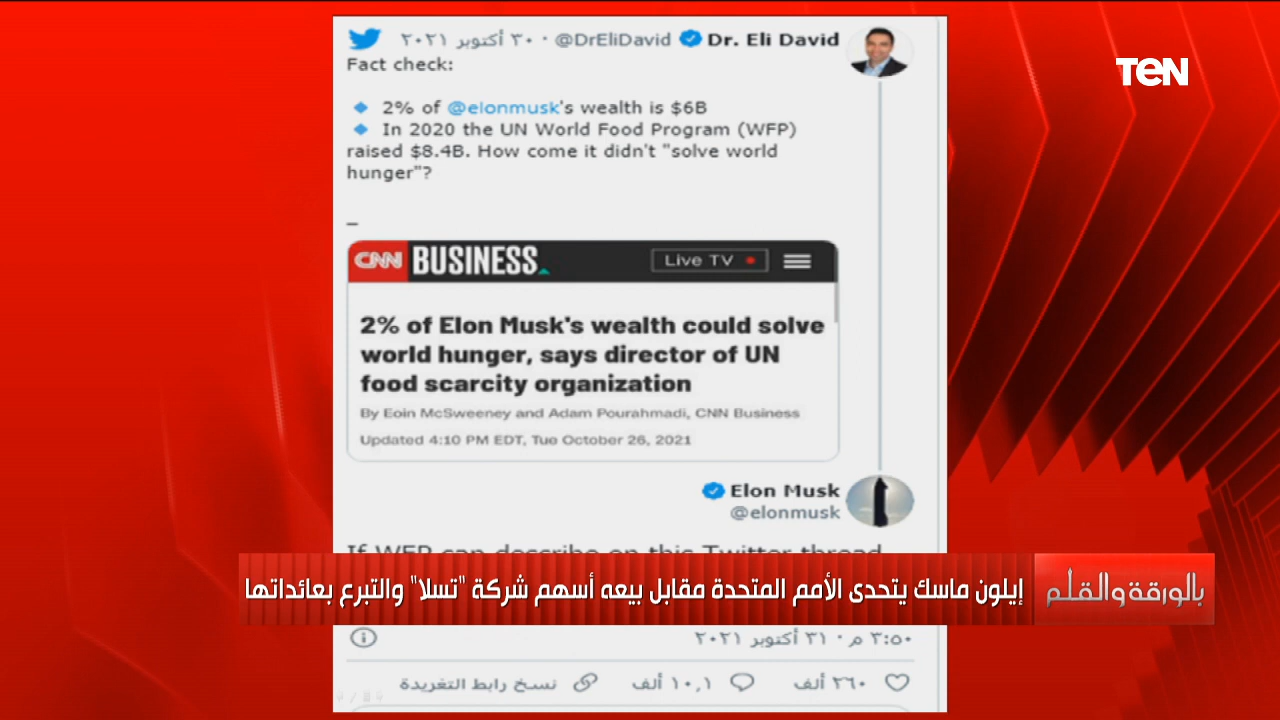 TEN
Dr. Eli David @DrEliDavid · ٣٠ أكتوبر ٢٠٢١
Fact check:
2% of @elonmusk's wealth is $6B
In 2020 the UN World Food Program (WFP)
raised $8.4B. How come it didn't "solve world
hunger"?
_
CNN BUSINESS Live TV
2% of Elon Musk's wealth could solve
world hunger, says director of UN
food scarcity organization
By Eoin McSweeney and Adam Pourahmadi, CNN Business
Updated 4:10 PM EDT, Tue October 26, 2021
Elon Musk
@elonmusk
If WFP can describe on this Twitter thread
بالورقة والقلم
إيلون ماسك يتحدى الأمم المتحدة مقابل بيعه أسهم شركة "تسلا" والتبرع بعائداتها
٣:٥٠ م · ٣١ أكتوبر ٢٠٢١
٢٦٠ ألف ١٠٫١ ألف نسخ رابط التغريدة